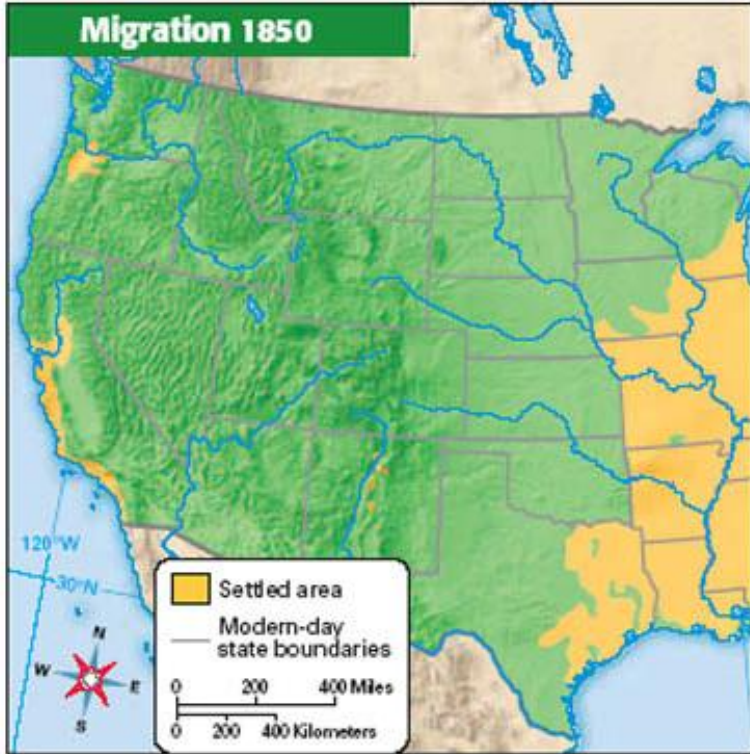 Migration 1850
120°W
30°N
N
W
E
S
Settled area
Modern-day
state boundaries
0 200 400 Miles
0 200 400 Kilometers